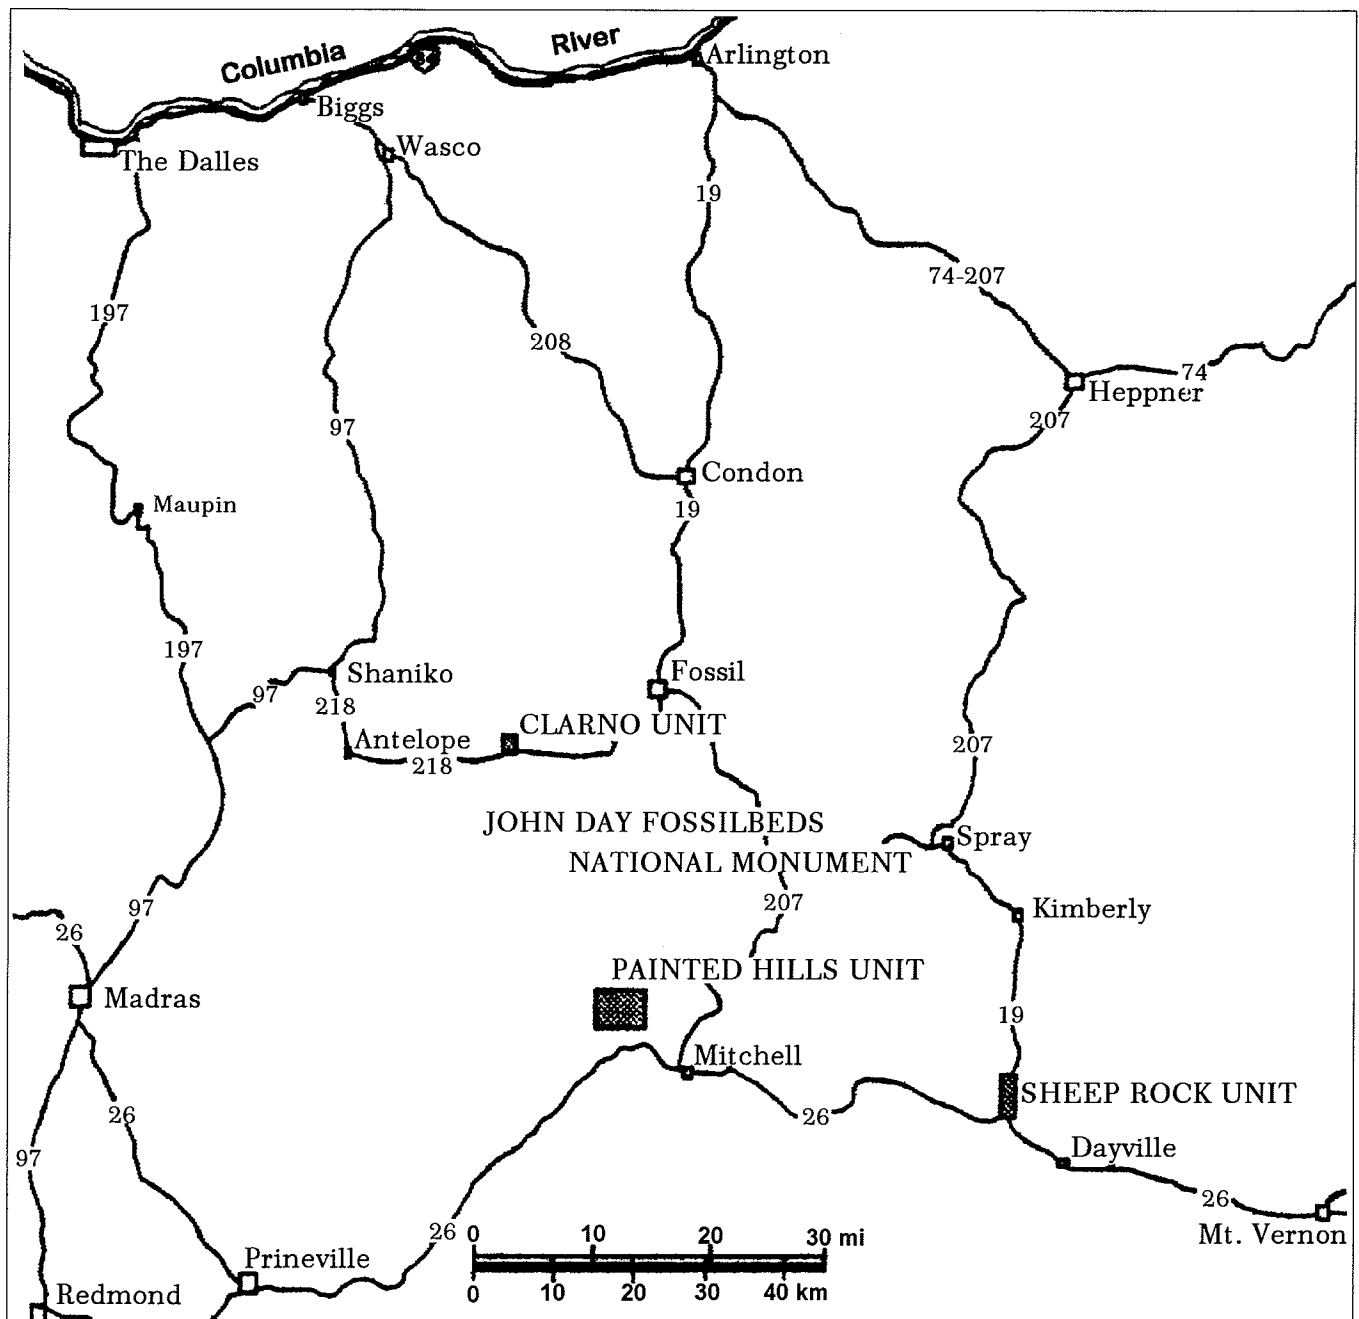 Columbia
River
Arlington
Biggs
Wasco
The Dalles
19
74-207
197
208
74
Heppner
207
97
Condon
19
Maupin
197
Shaniko
Fossil
97
218
CLARNO UNIT
Antelope
218
207
JOHN DAY FOSSILBEDS
Spray
NATIONAL MONUMENT
207
97
Kimberly
26
PAINTED HILLS UNIT
Madras
19
Mitchell
SHEEP ROCK UNIT
26
26
97
Dayville
26
Mt. Vernon
26
0 10 20 30 mi
Prineville
Redmond
0 10 20 30 40 km